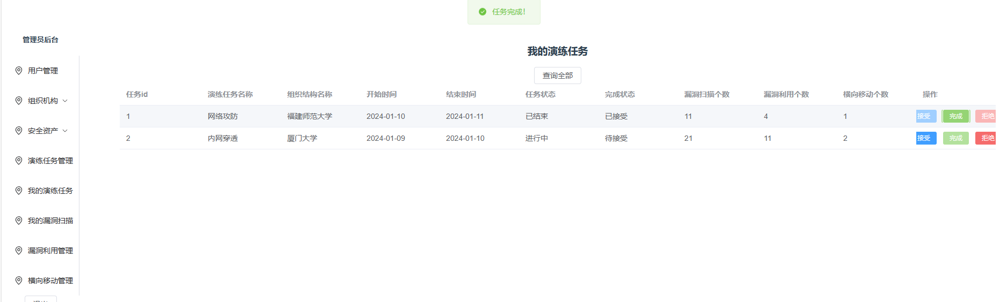 任务完成！
管理员后台
用户管理
组织机构
安全资产
演练任务管理
我的演练任务
我的漏洞扫描
漏洞利用管理
横向移动管理
我的演练任务
查询全部
任务id 演练任务名称 组织结构名称 开始时间 结束时间 任务状态 完成状态 漏洞扫描个数 漏洞利用个数 横向移动个数 操作
1 网络攻防 福建师范大学 2024-01-10 2024-01-11 已结束 已接受 11 4 1 接受 完成 拒绝
2 内网穿透 厦门大学 2024-01-09 2024-01-10 进行中 待接受 21 11 2 接受 完成 拒绝